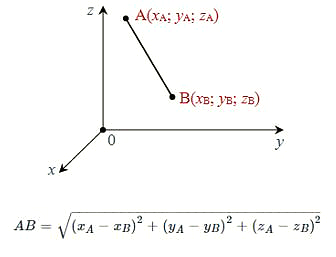 z
A(xA; yA; zA)
B(xB; yB; zB)
0
y
x
AB = √(xA − xB)² + (yA − yB)² + (zA − zB)²